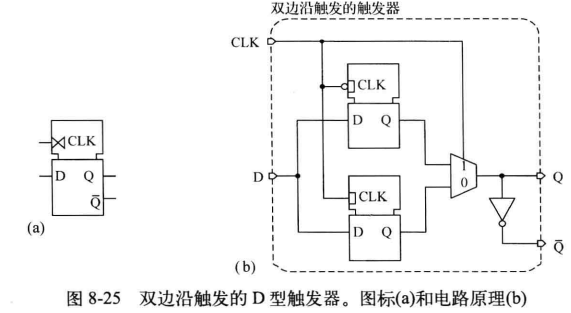 双边沿触发的触发器
CLK
CLK
D Q
CLK
D Q
Q̅
(a)
D
1
0
CLK
D Q
Q
Q̅
(b)
图 8-25 双边沿触发的 D 型触发器。图标(a)和电路原理(b)